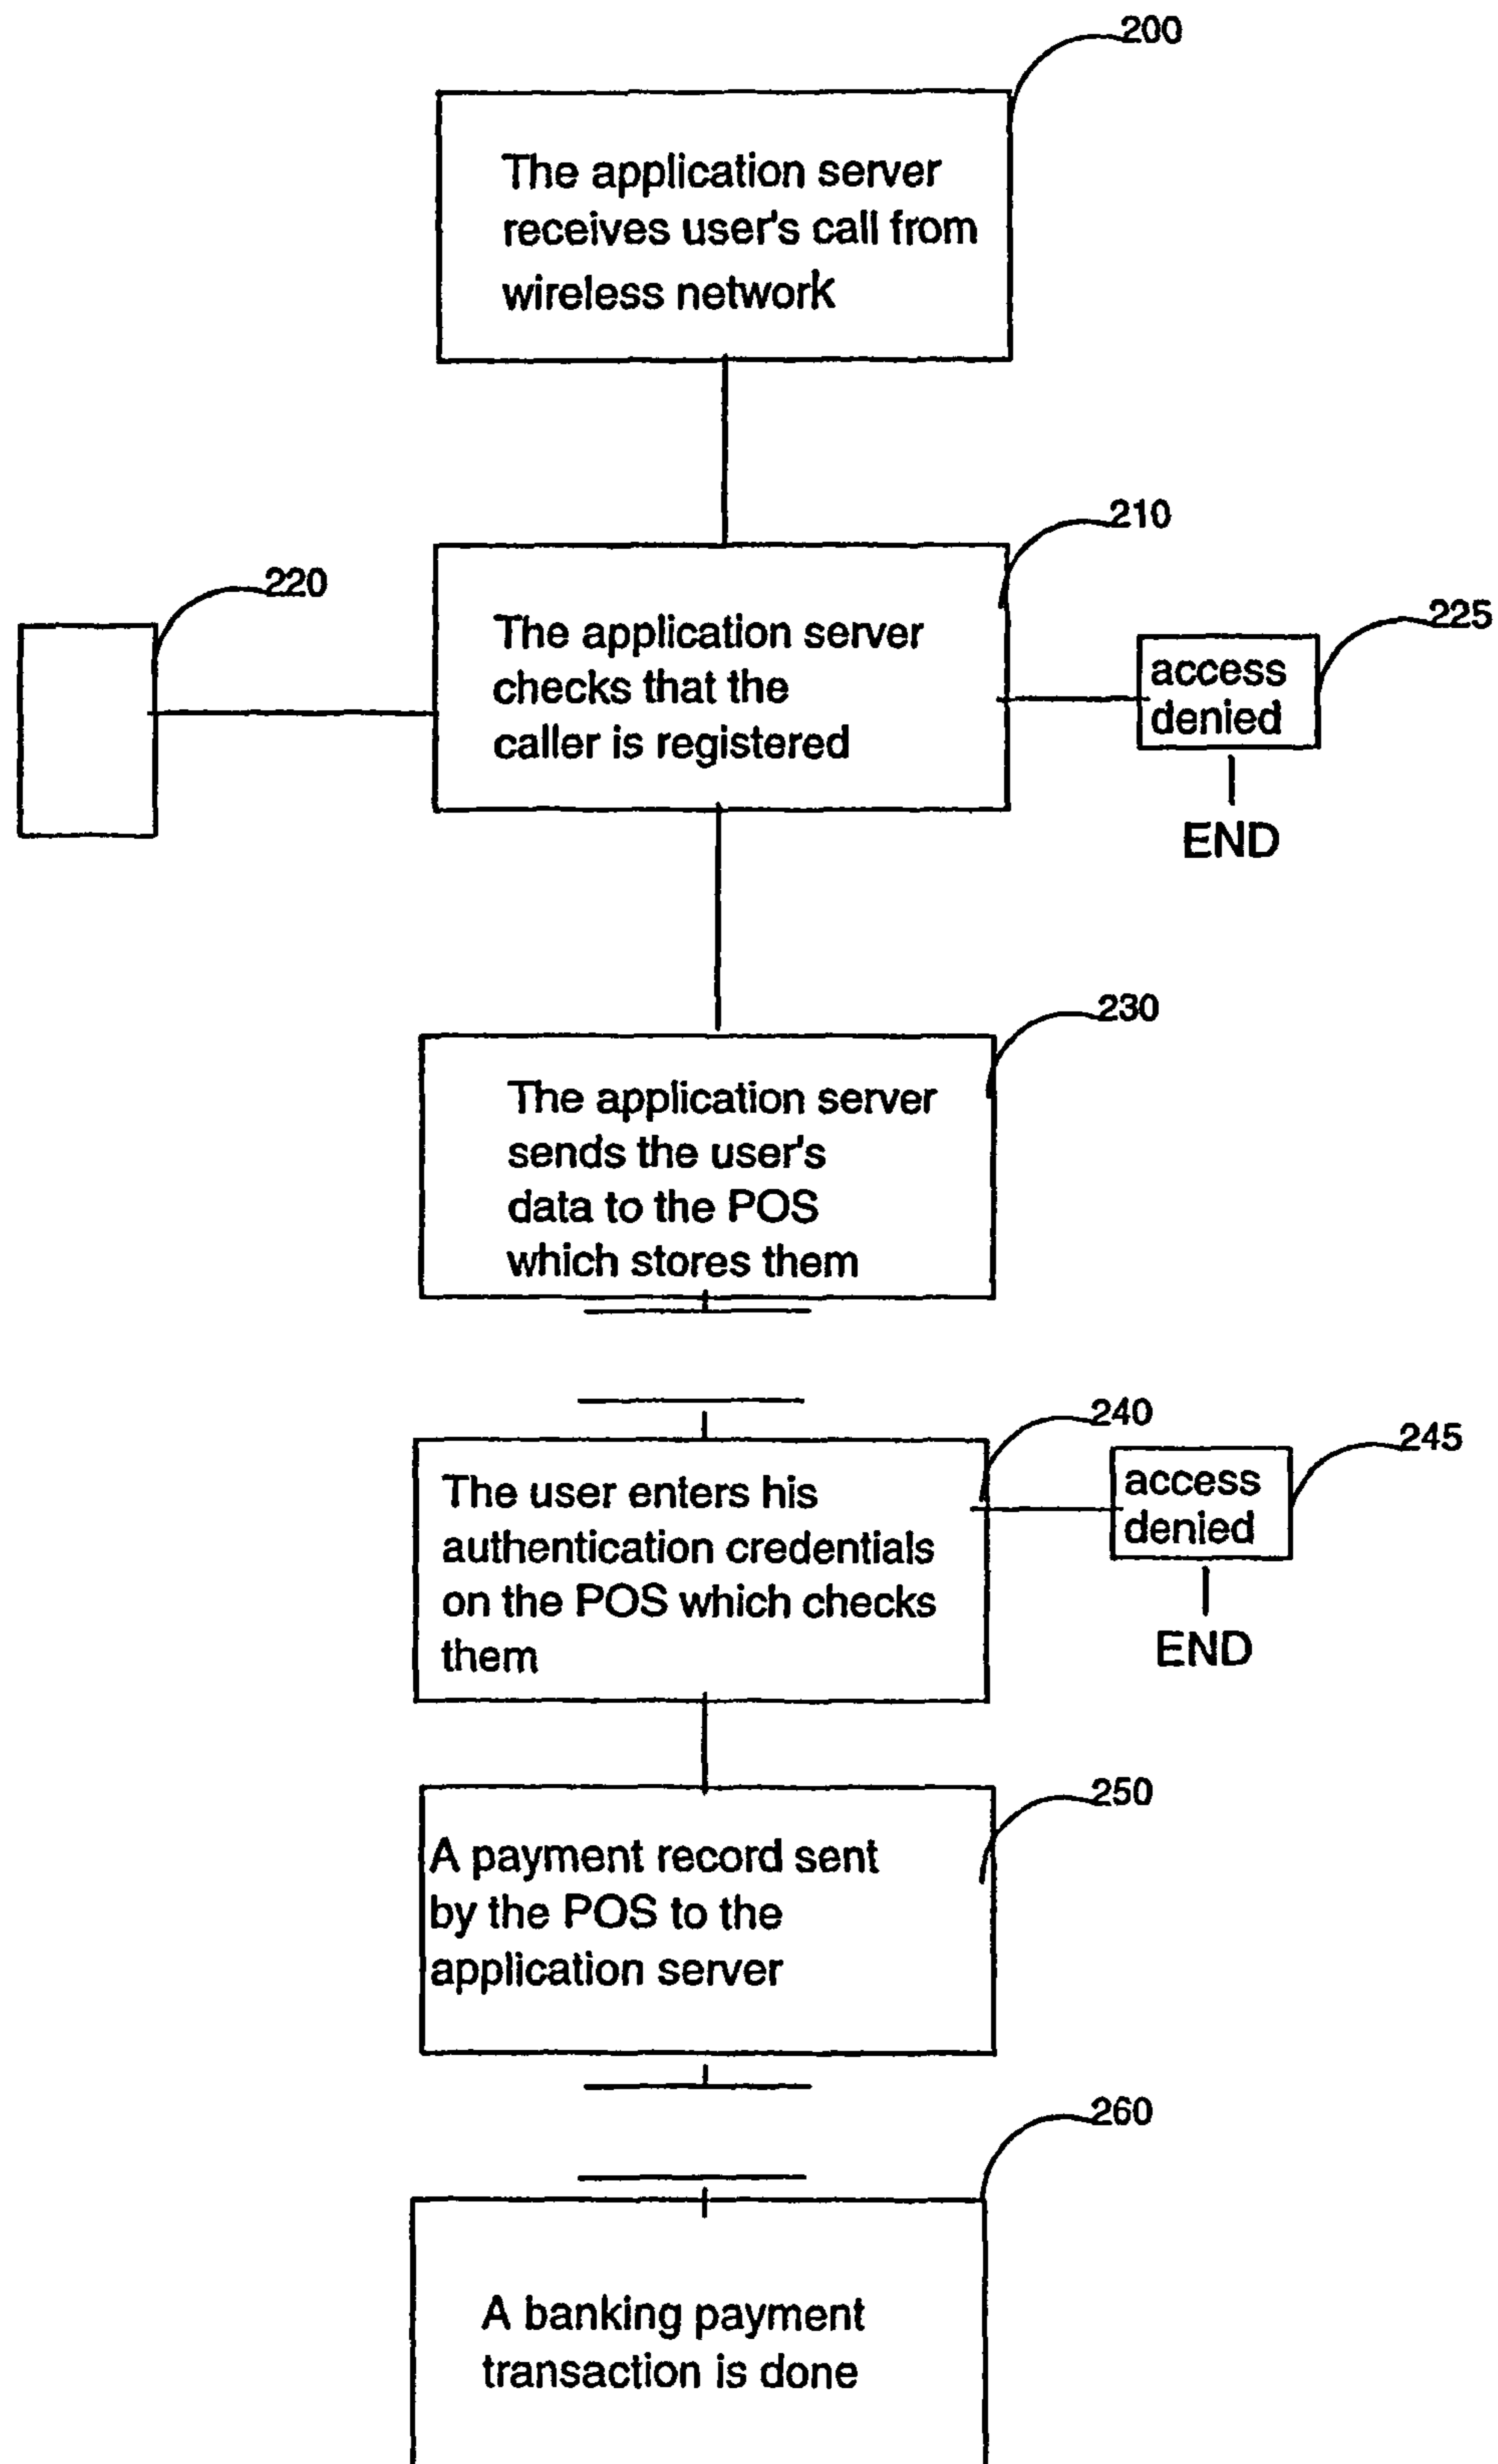 200
The application server
receives user's call from
wireless network
210
220
The application server
checks that the
caller is registered
225
access
denied
END
230
The application server
sends the user's
data to the POS
which stores them
240
The user enters his
authentication credentials
on the POS which checks
them
245
access
denied
END
250
A payment record sent
by the POS to the
application server
260
A banking payment
transaction is done